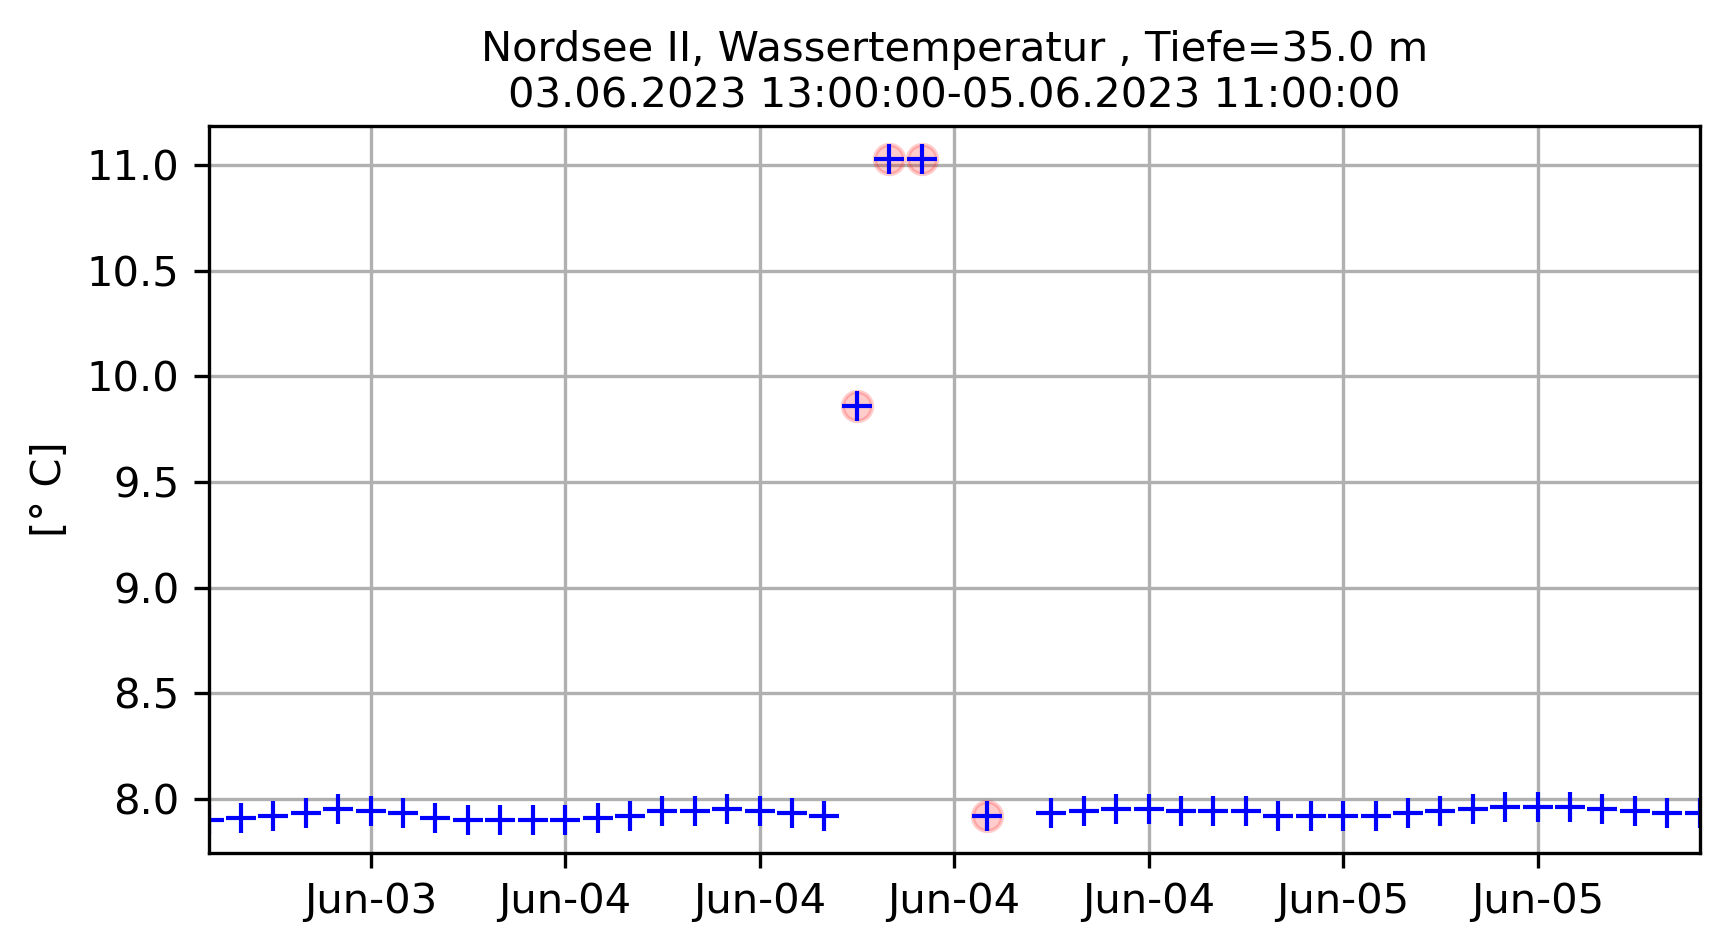 Nordsee II, Wassertemperatur , Tiefe=35.0 m
03.06.2023 13:00:00-05.06.2023 11:00:00
11.0
10.5
10.0
9.5
9.0
8.5
8.0
[° C]
Jun-03 Jun-04 Jun-04 Jun-04 Jun-04 Jun-05 Jun-05